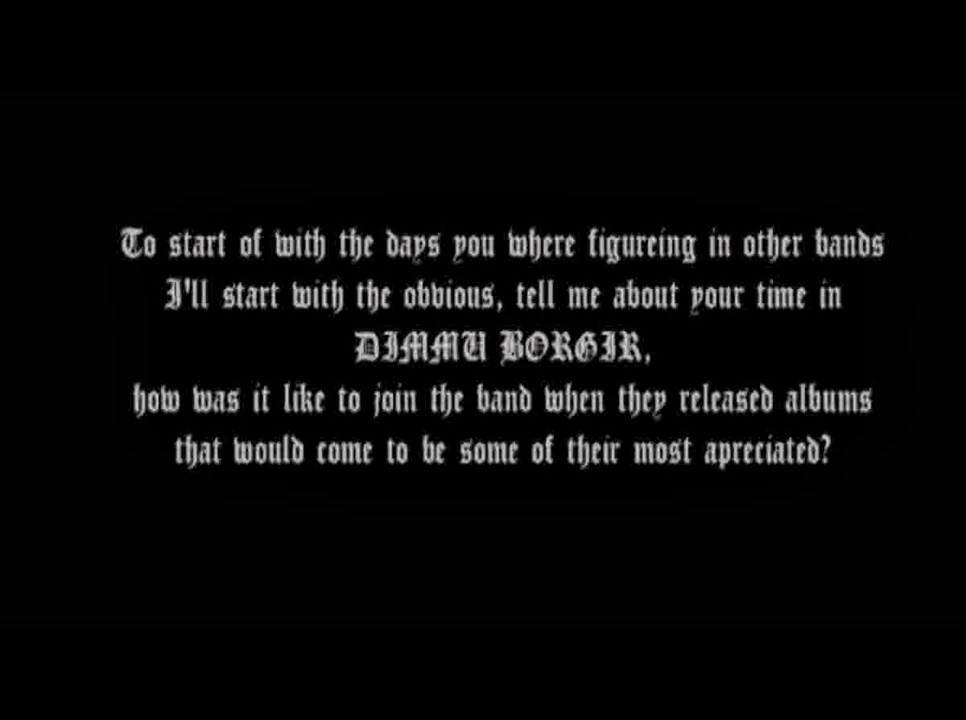 To start of with the days you where figureing in other bands
I'll start with the obvious, tell me about your time in
DIMMU BORGIR,
how was it like to join the band when they released albums
that would come to be some of their most apreciated?